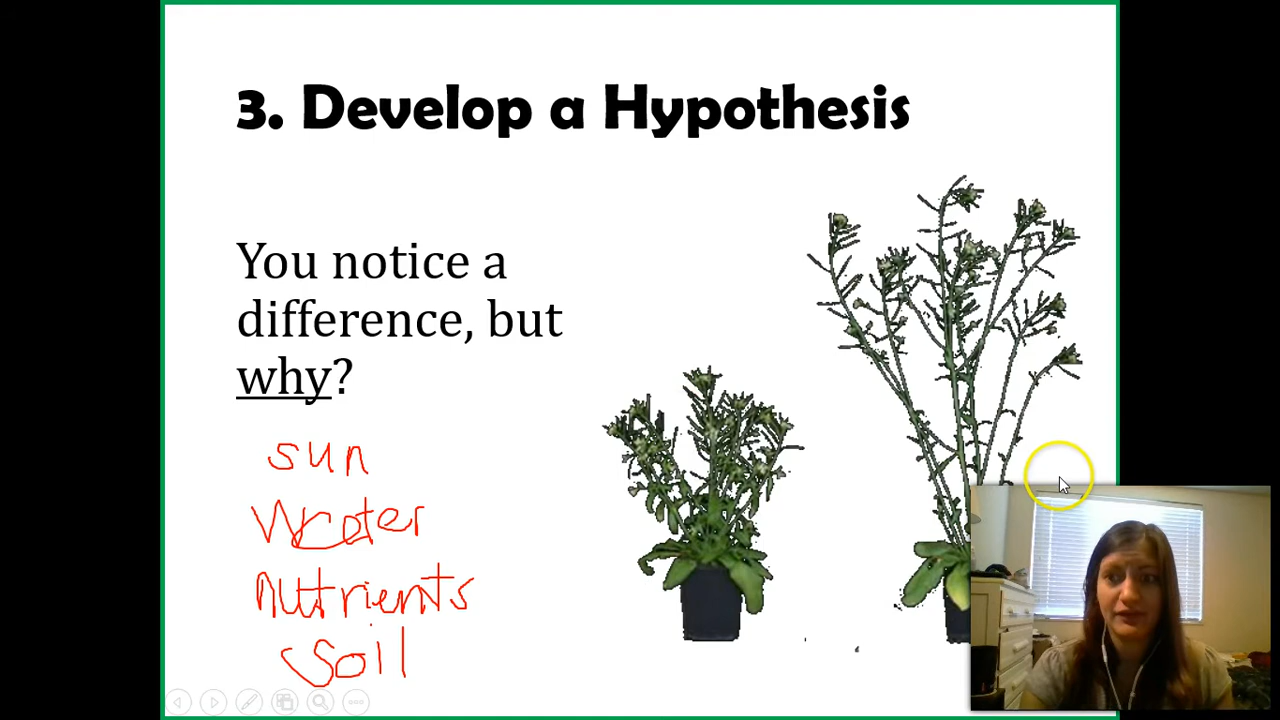 3. Develop a Hypothesis
You notice a
difference, but
why?
sun
Water
Nutrients
Soil